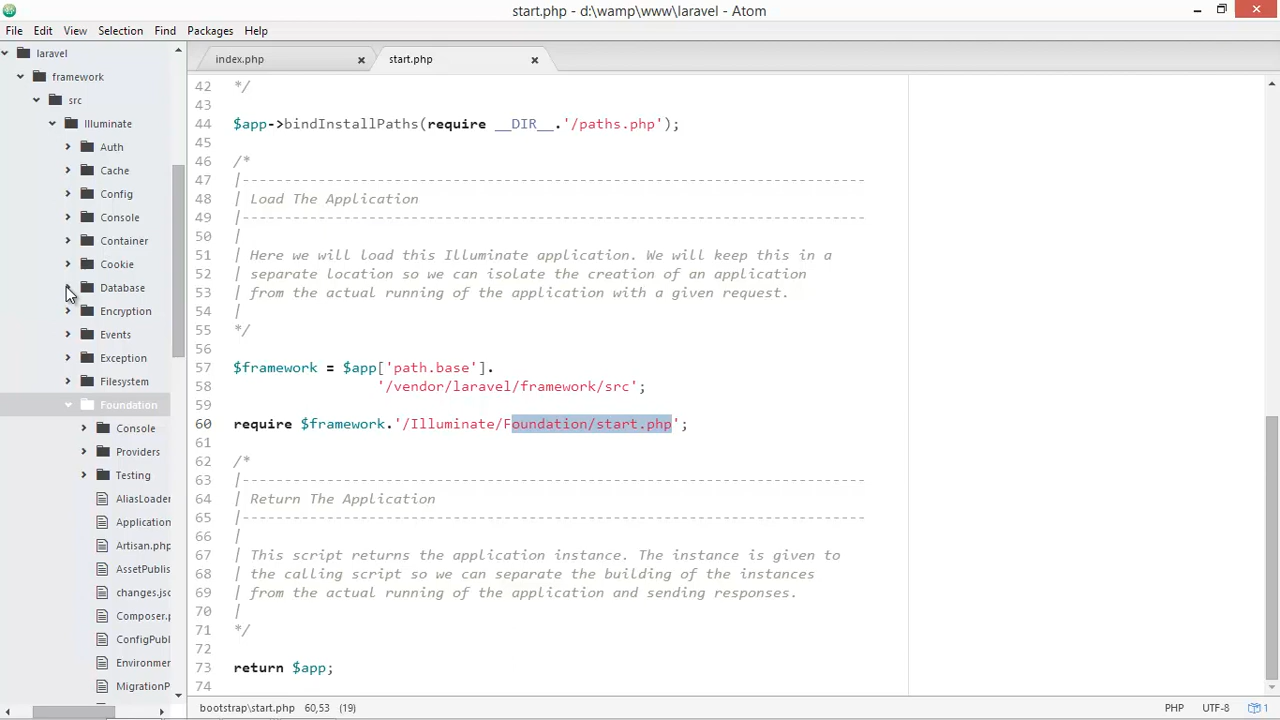 start.php - d:\wamp\www\laravel - Atom
File Edit View Selection Find Packages Help
laravel
framework
src
Illuminate
Auth
Cache
Config
Console
Container
Cookie
Database
Encryption
Events
Exception
Filesystem
Foundation
Console
Providers
Testing
AliasLoader
Application
Artisan.php
AssetPublis
changes.jsc
Composer.p
ConfigPubl
Environme
MigrationP
index.php
start.php
42 */
43
44 $app->bindInstallPaths(require __DIR__.'/paths.php');
45
46 /*
47 |--------------------------------------------------------------------------
48 | Load The Application
49 |--------------------------------------------------------------------------
50 |
51 | Here we will load this Illuminate application. We will keep this in a
52 | separate location so we can isolate the creation of an application
53 | from the actual running of the application with a given request.
54 |
55 */
56
57 $framework = $app['path.base'].
58 '/vendor/laravel/framework/src';
59
60 require $framework.'/Illuminate/Foundation/start.php';
61
62 /*
63 |--------------------------------------------------------------------------
64 | Return The Application
65 |--------------------------------------------------------------------------
66 |
67 | This script returns the application instance. The instance is given to
68 | the calling script so we can separate the building of the instances
69 | from the actual running of the application and sending responses.
70 |
71 */
72
73 return $app;
74
bootstrap\start.php 60,53 (19) PHP UTF-8 1